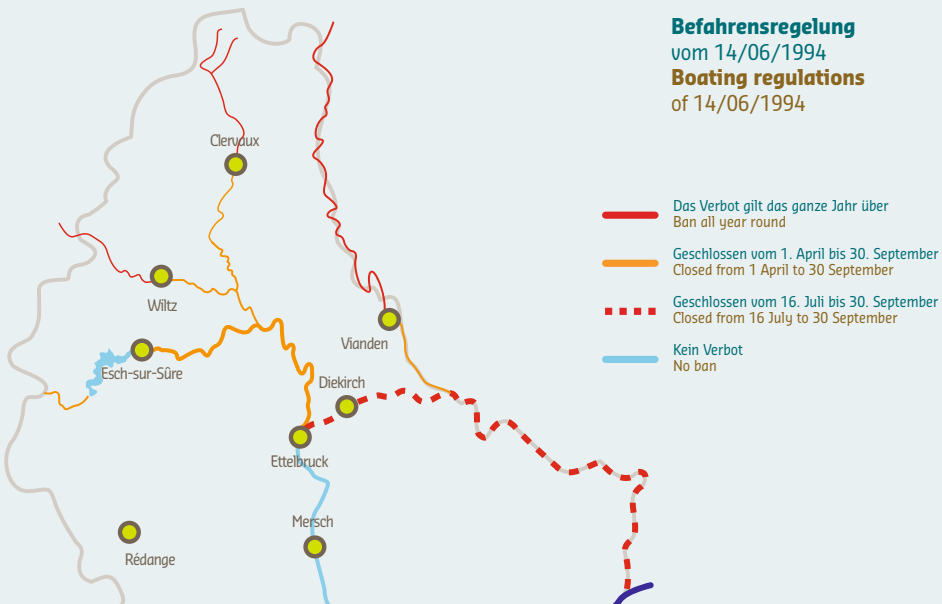 Befahrensregelung
vom 14/06/1994
Boating regulations
of 14/06/1994
Das Verbot gilt das ganze Jahr über
Ban all year round
Geschlossen vom 1. April bis 30. September
Closed from 1 April to 30 September
Geschlossen vom 16. Juli bis 30. September
Closed from 16 July to 30 September
Kein Verbot
No ban
Clervaux
Wiltz
Vianden
Esch-sur-Sûre
Diekirch
Ettelbruck
Mersch
Rédange